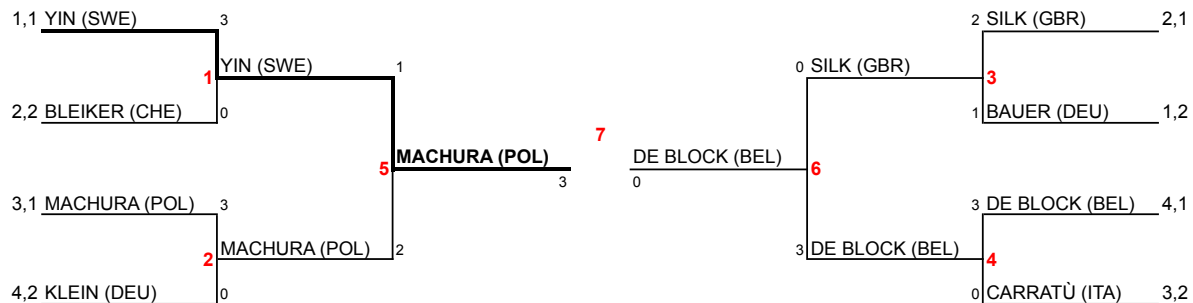 1,1 YIN (SWE) 3 2 SILK (GBR) 2,1
1 YIN (SWE) 1 0 SILK (GBR) 3
2,2 BLEIKER (CHE) 0 1 BAUER (DEU) 1,2
7
5 MACHURA (POL) DE BLOCK (BEL) 6
3 0
3,1 MACHURA (POL) 3 3 DE BLOCK (BEL) 4,1
2 MACHURA (POL) 2 3 DE BLOCK (BEL) 4
4,2 KLEIN (DEU) 0 0 CARRATÙ (ITA) 3,2